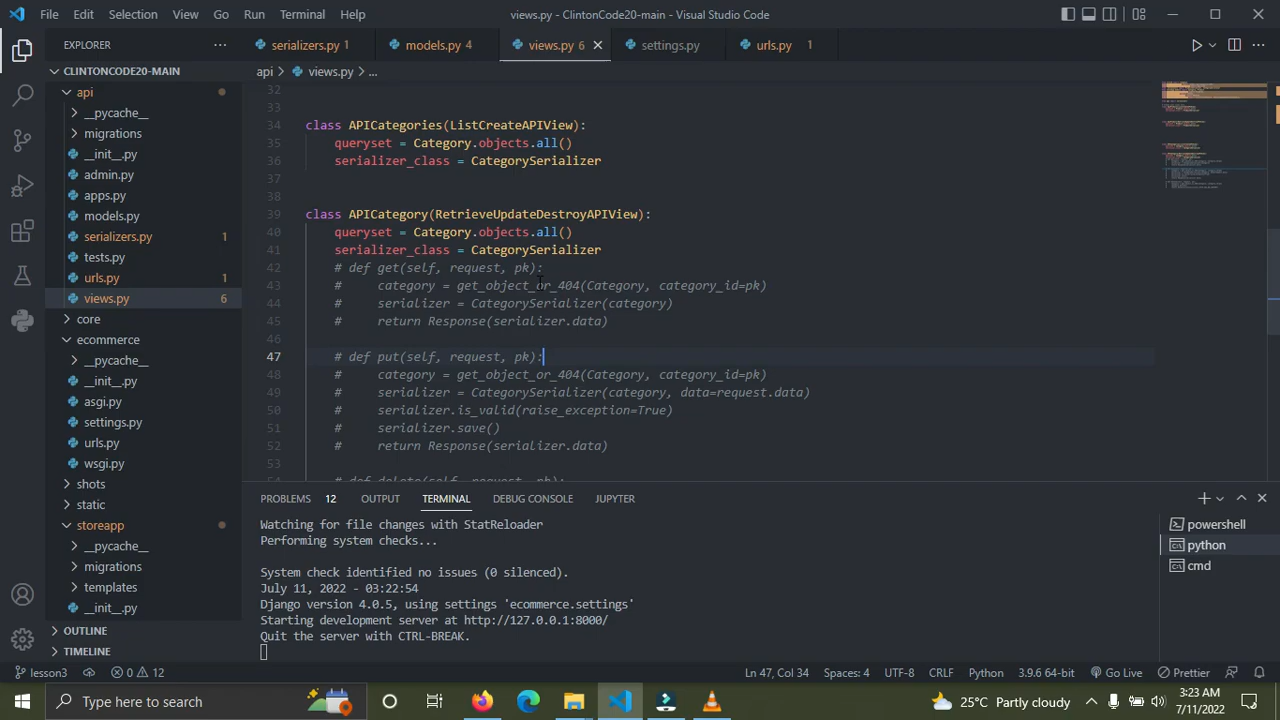 File Edit Selection View Go Run Terminal Help
views.py - ClintonCode20-main - Visual Studio Code
EXPLORER
serializers.py 1
models.py 4
views.py 6
settings.py
urls.py 1
CLINTONCODE20-MAIN
api > views.py > ...
api
__pycache__
migrations
__init__.py
admin.py
apps.py
models.py
serializers.py 1
tests.py
urls.py 1
views.py 6
core
ecommerce
__pycache__
__init__.py
asgi.py
settings.py
urls.py
wsgi.py
shots
static
storeapp
__pycache__
migrations
templates
__init__.py
OUTLINE
TIMELINE
32
33
34 class APICategories(ListCreateAPIView):
35 queryset = Category.objects.all()
36 serializer_class = CategorySerializer
37
38
39 class APICategory(RetrieveUpdateDestroyAPIView):
40 queryset = Category.objects.all()
41 serializer_class = CategorySerializer
42 # def get(self, request, pk):
43 # category = get_object_or_404(Category, category_id=pk)
44 # serializer = CategorySerializer(category)
45 # return Response(serializer.data)
46
47 # def put(self, request, pk):
48 # category = get_object_or_404(Category, category_id=pk)
49 # serializer = CategorySerializer(category, data=request.data)
50 # serializer.is_valid(raise_exception=True)
51 # serializer.save()
52 # return Response(serializer.data)
53
# def delete(self, request, pk):
PROBLEMS 12 OUTPUT TERMINAL DEBUG CONSOLE JUPYTER
Watching for file changes with StatReloader
Performing system checks...
System check identified no issues (0 silenced).
July 11, 2022 - 03:22:54
Django version 4.0.5, using settings 'ecommerce.settings'
Starting development server at http://127.0.0.1:8000/
Quit the server with CTRL-BREAK.
powershell
python
cmd
lesson3 0 12 Ln 47, Col 34 Spaces: 4 UTF-8 CRLF Python 3.9.6 64-bit Go Live Prettier
Type here to search
25°C Partly cloudy
3:23 AM
7/11/2022